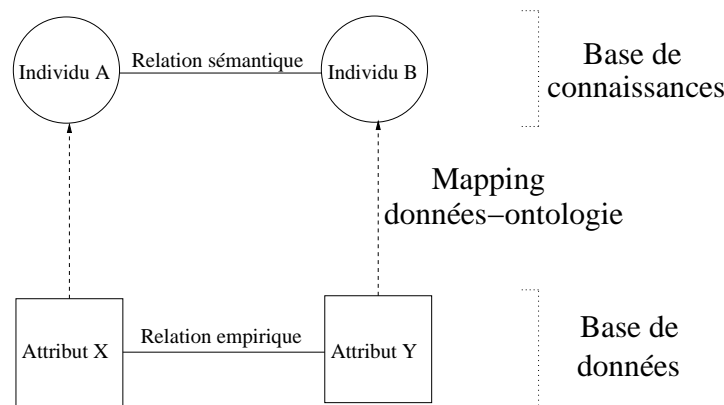 Individu A
Relation sémantique
Individu B
Base de
connaissances
Mapping
données–ontologie
Attribut X
Relation empirique
Attribut Y
Base de
données